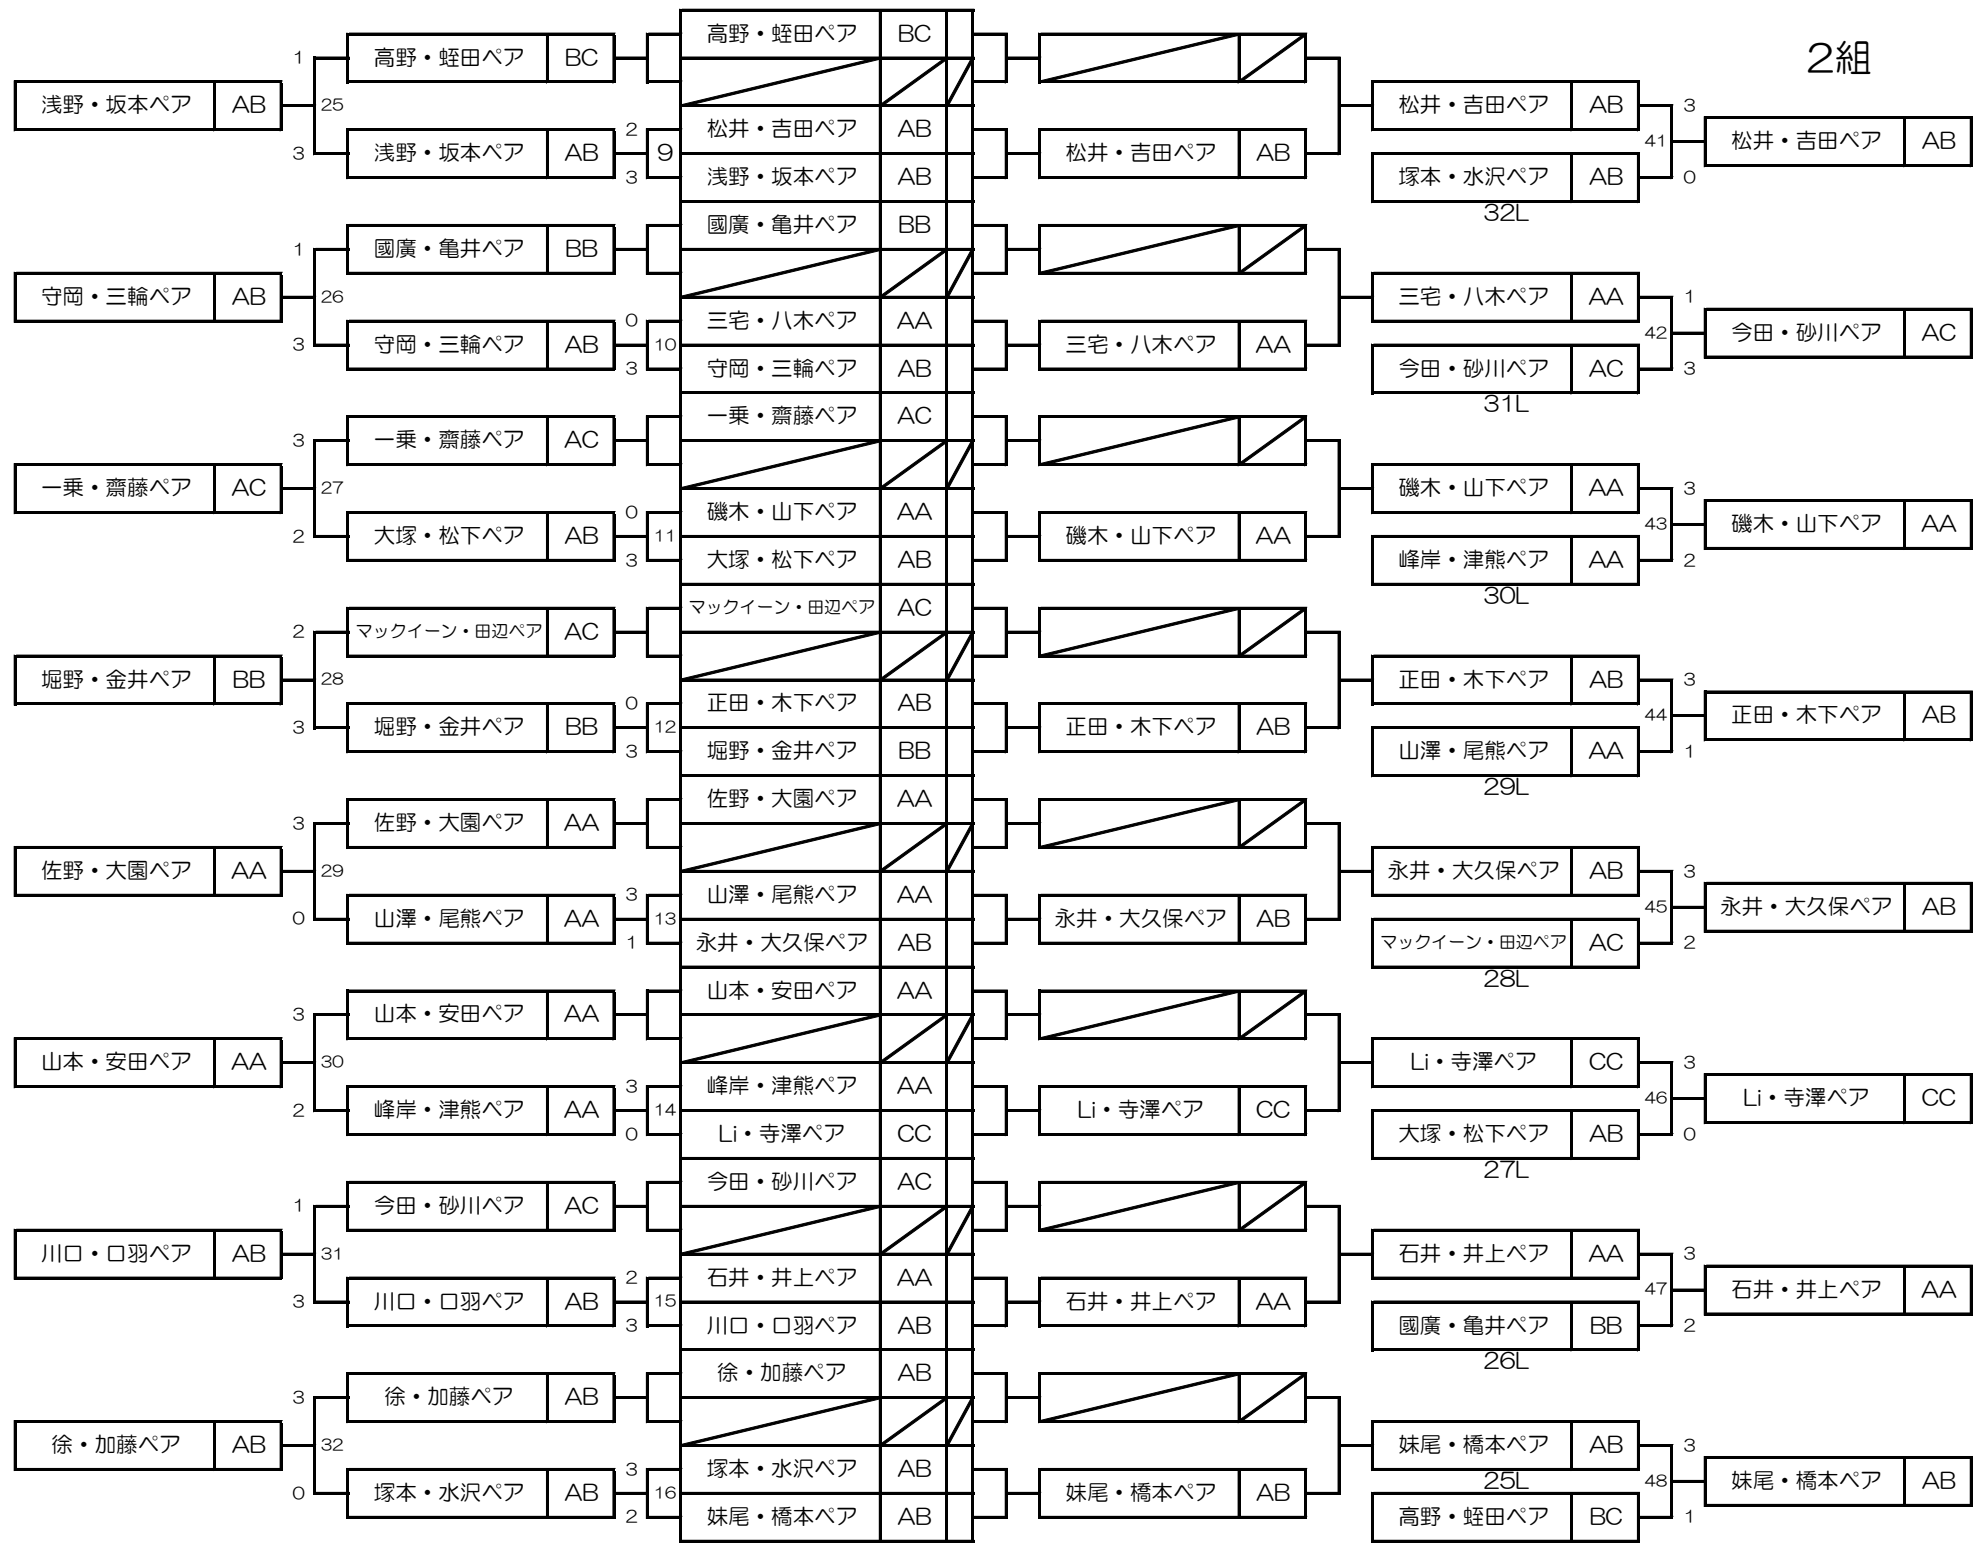 2組
高野・蛭田ペア BC
1 高野・蛭田ペア BC
浅野・坂本ペア AB 25
松井・吉田ペア AB 3
松井・吉田ペア AB
2 松井・吉田ペア AB
3 浅野・坂本ペア AB 9
松井・吉田ペア AB
41
浅野・坂本ペア AB
3
塚本・水沢ペア AB 0
32L
國廣・亀井ペア BB
1 國廣・亀井ペア BB
守岡・三輪ペア AB 26
三宅・八木ペア AA 1
今田・砂川ペア AC
0 三宅・八木ペア AA
3 守岡・三輪ペア AB 10
三宅・八木ペア AA
42
守岡・三輪ペア AB
3
今田・砂川ペア AC 3
31L
一乗・齋藤ペア AC
3 一乗・齋藤ペア AC
一乗・齋藤ペア AC 27
磯木・山下ペア AA 3
磯木・山下ペア AA
0 磯木・山下ペア AA
2 大塚・松下ペア AB 11
磯木・山下ペア AA
43
大塚・松下ペア AB
3
峰岸・津熊ペア AA 2
30L
マックイーン・田辺ペア AC
2 マックイーン・田辺ペア AC
堀野・金井ペア BB 28
正田・木下ペア AB 3
正田・木下ペア AB
0 正田・木下ペア AB
3 堀野・金井ペア BB 12
正田・木下ペア AB
44
堀野・金井ペア BB
3
山澤・尾熊ペア AA 1
29L
佐野・大園ペア AA
3 佐野・大園ペア AA
佐野・大園ペア AA 29
永井・大久保ペア AB 3
永井・大久保ペア AB
3 山澤・尾熊ペア AA
0 山澤・尾熊ペア AA 13
永井・大久保ペア AB
45
永井・大久保ペア AB
1
マックイーン・田辺ペア AC 2
28L
山本・安田ペア AA
3 山本・安田ペア AA
山本・安田ペア AA 30
Li・寺澤ペア CC 3
Li・寺澤ペア CC
3 峰岸・津熊ペア AA
2 峰岸・津熊ペア AA 14
Li・寺澤ペア CC
46
Li・寺澤ペア CC
0
大塚・松下ペア AB 0
27L
今田・砂川ペア AC
1 今田・砂川ペア AC
川口・口羽ペア AB 31
石井・井上ペア AA 3
石井・井上ペア AA
2 石井・井上ペア AA
3 川口・口羽ペア AB 15
石井・井上ペア AA
47
川口・口羽ペア AB
3
國廣・亀井ペア BB 2
26L
徐・加藤ペア AB
3 徐・加藤ペア AB
徐・加藤ペア AB 32
妹尾・橋本ペア AB 3
妹尾・橋本ペア AB
25L
3 塚本・水沢ペア AB
0 塚本・水沢ペア AB 16
妹尾・橋本ペア AB
48
妹尾・橋本ペア AB
2
高野・蛭田ペア BC 1